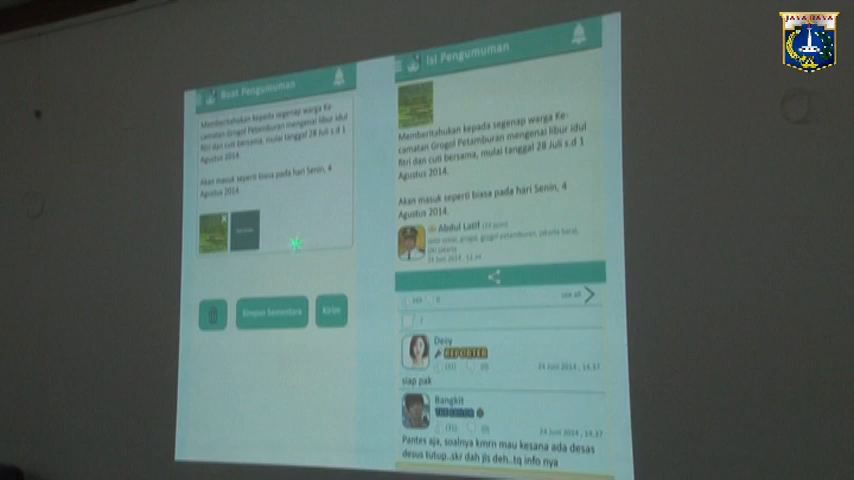 JAYA RAYA
Buat Pengumuman
Memberitahukan kepada segenap warga Ke-
camatan Grogol Petamburan mengenai libur idul
fitri dan cuti bersama, mulai tanggal 28 Juli s.d 1
Agustus 2014.
Akan masuk seperti biasa pada hari Senin, 4
Agustus 2014.
Simpan Sementara
Kirim
Isi Pengumuman
Memberitahukan kepada segenap warga Ke-
camatan Grogol Petamburan mengenai libur idul
fitri dan cuti bersama, mulai tanggal 28 Juli s.d 1
Agustus 2014.
Akan masuk seperti biasa pada hari Senin, 4
Agustus 2014.
Abdul Latif
grogol, grogol petamburan, jakarta barat,
see all
Desy
REPORTER
24 Juni 2014, 14.37
siap pak
Bangkit
24 Juni 2014, 14.37
Pantes aja, soalnya kmrn mau kesana ada desas
desus tutup..skr dah jls deh..tq info nya